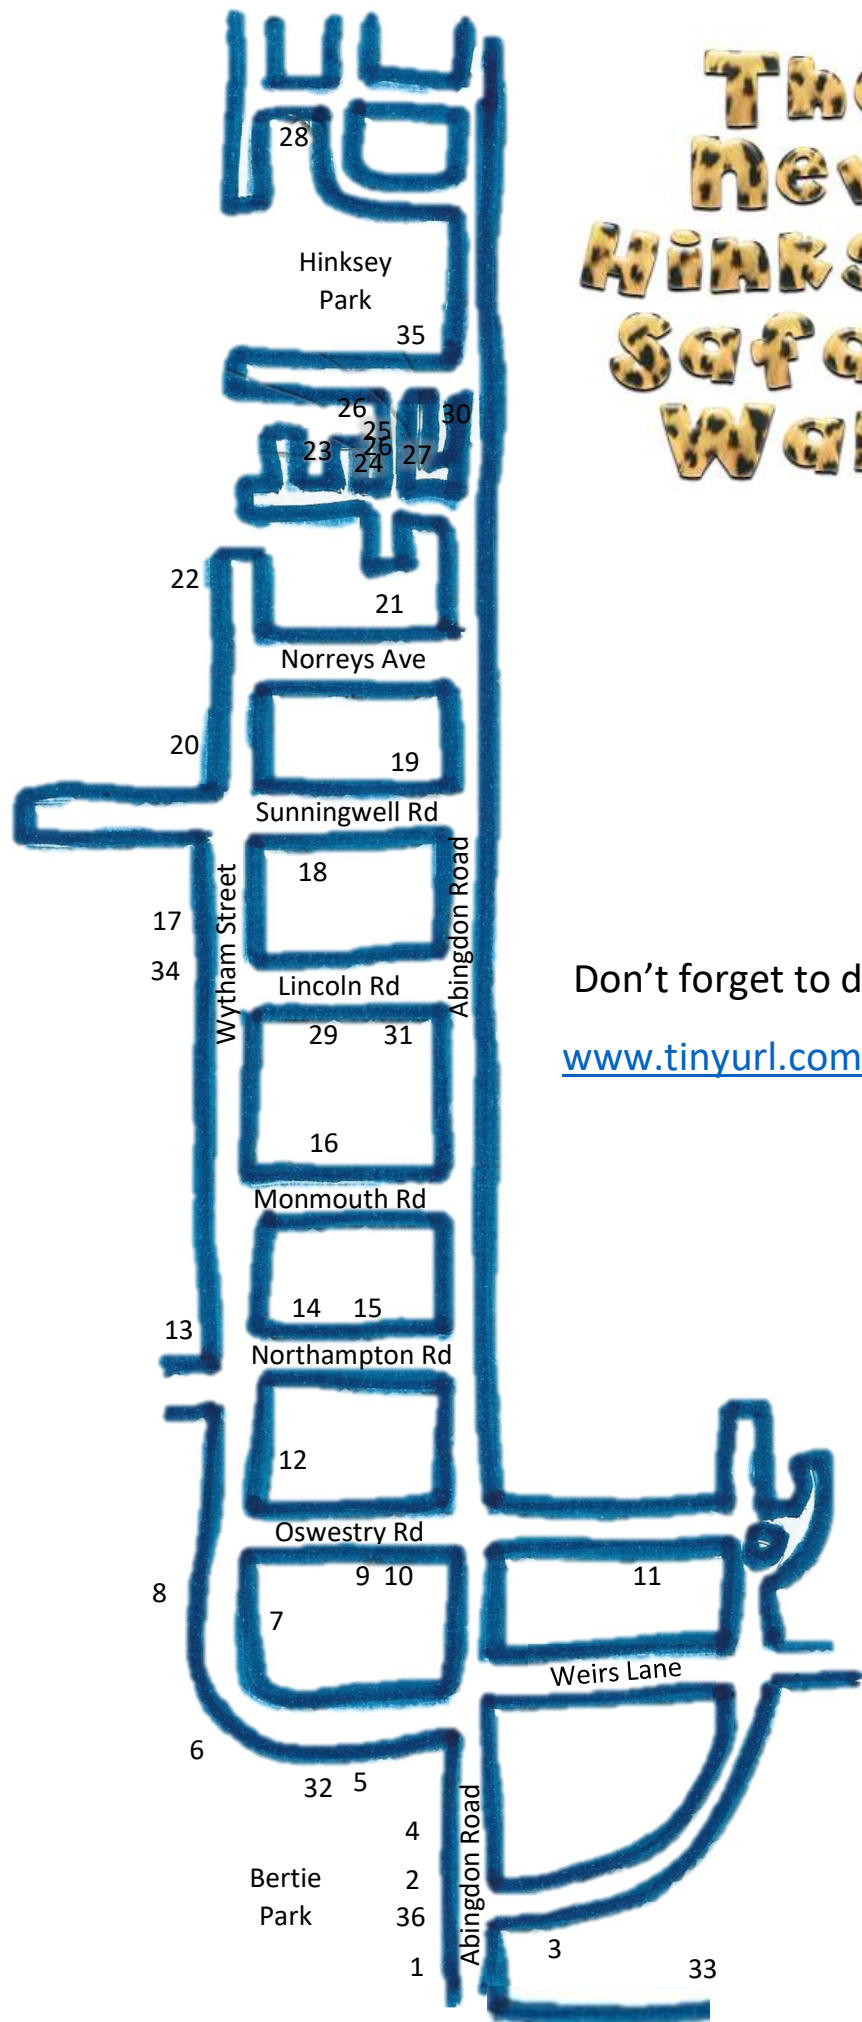 The
New
Hinks
Safa
Wal
28
Hinksey
Park
35
26
30
25
23
26
27
24
22
21
Norreys Ave
20
19
Sunningwell Rd
18
17
Wytham Street
Abingdon Road
34
Don’t forget to d
Lincoln Rd
29 31
www.tinyurl.com
16
Monmouth Rd
14 15
13
Northampton Rd
12
Oswestry Rd
9 10
11
8
7
Weirs Lane
6
32 5
4
Abingdon Road
Bertie
Park
2
36
3
1
33